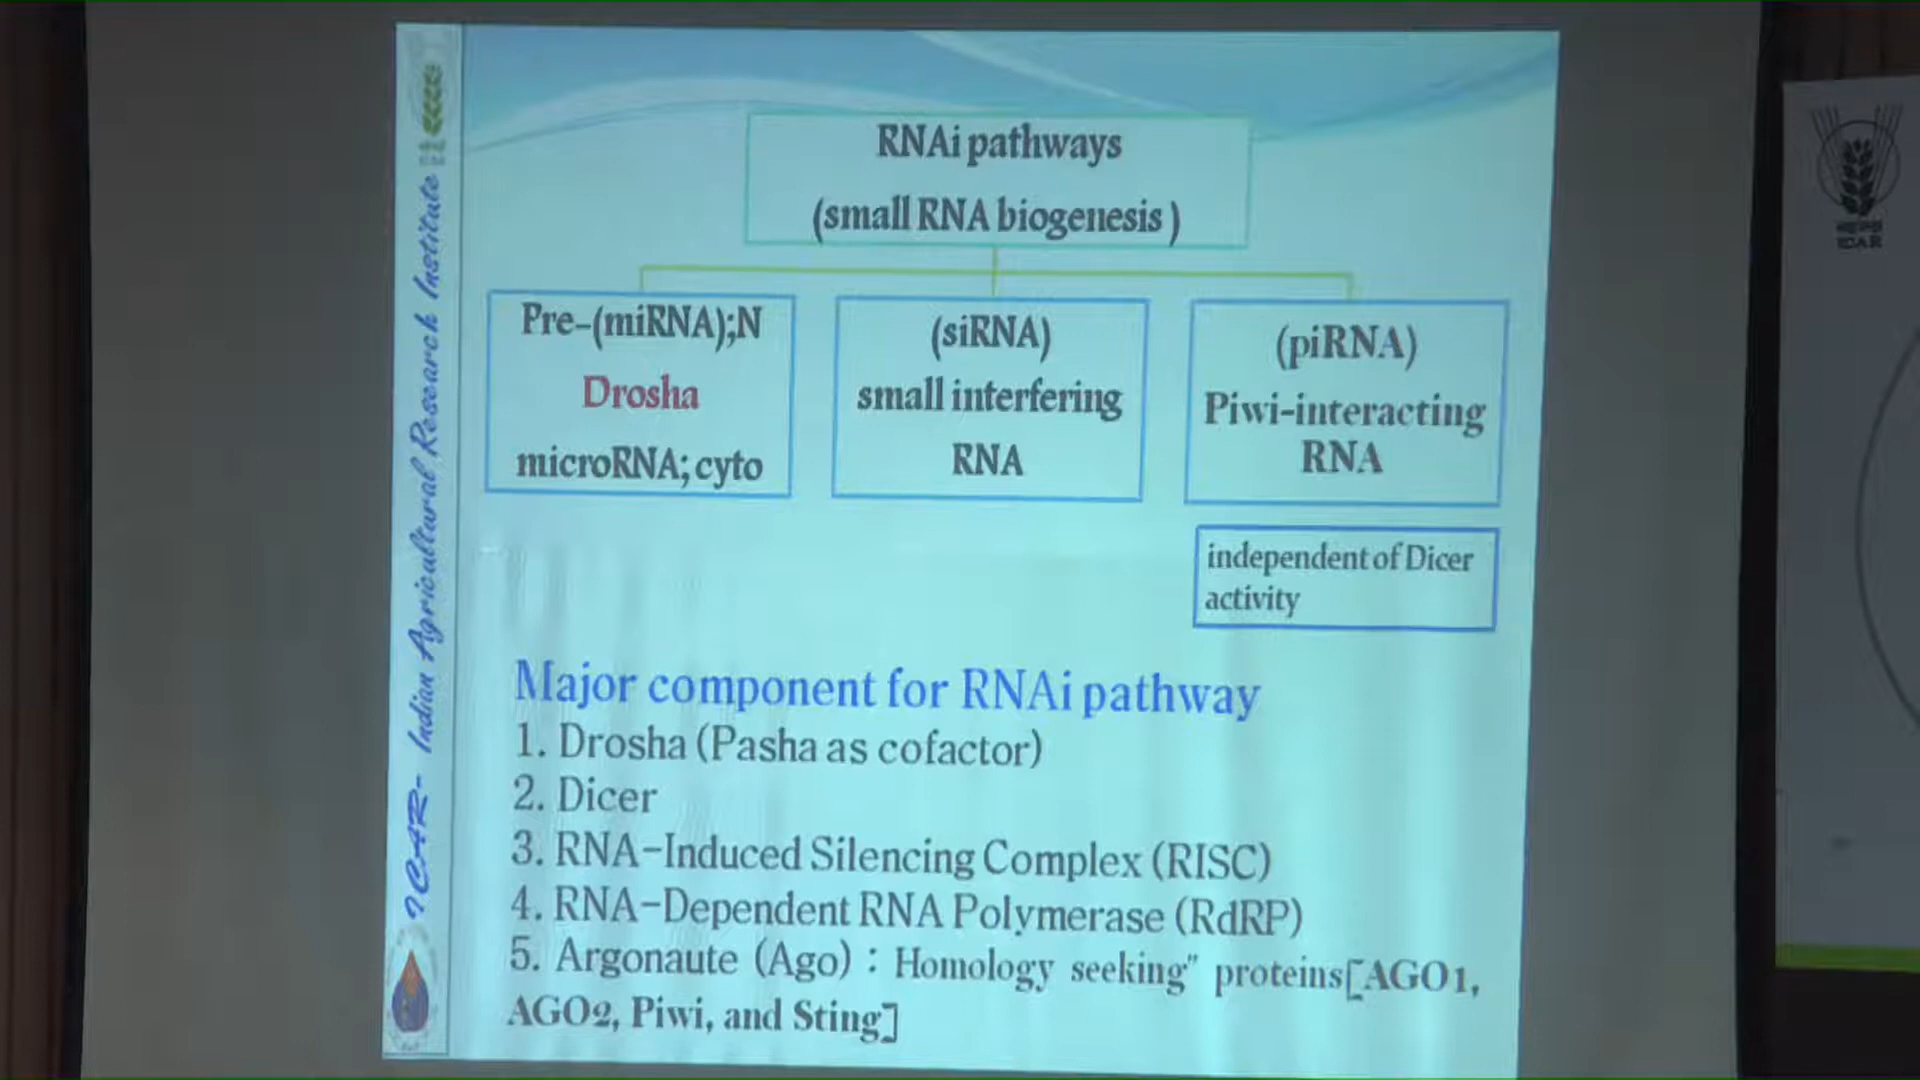 RNAi pathways
(small RNA biogenesis )
Pre-(miRNA);N
Drosha
microRNA; cyto
(siRNA)
small interfering
RNA
(piRNA)
Piwi-interacting
RNA
independent of Dicer
activity
Major component for RNAi pathway
1. Drosha (Pasha as cofactor)
2. Dicer
3. RNA-Induced Silencing Complex (RISC)
4. RNA-Dependent RNA Polymerase (RdRP)
5. Argonaute (Ago) : Homology seeking" proteins[AGO1,
AGO2, Piwi, and Sting]
ICAR- Indian Agricultural Research Institute
ICAR